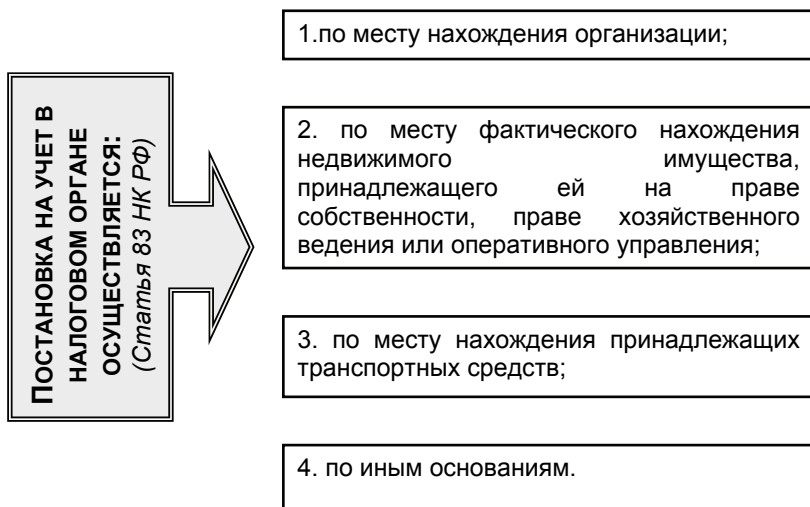 ПОСТАНОВКА НА УЧЕТ В
НАЛОГОВОМ ОРГАНЕ
ОСУЩЕСТВЛЯЕТСЯ:
(Статья 83 НК РФ)
1.по месту нахождения организации;
2. по месту фактического нахождения
недвижимого имущества,
принадлежащего ей на праве
собственности, праве хозяйственного
ведения или оперативного управления;
3. по месту нахождения принадлежащих
транспортных средств;
4. по иным основаниям.